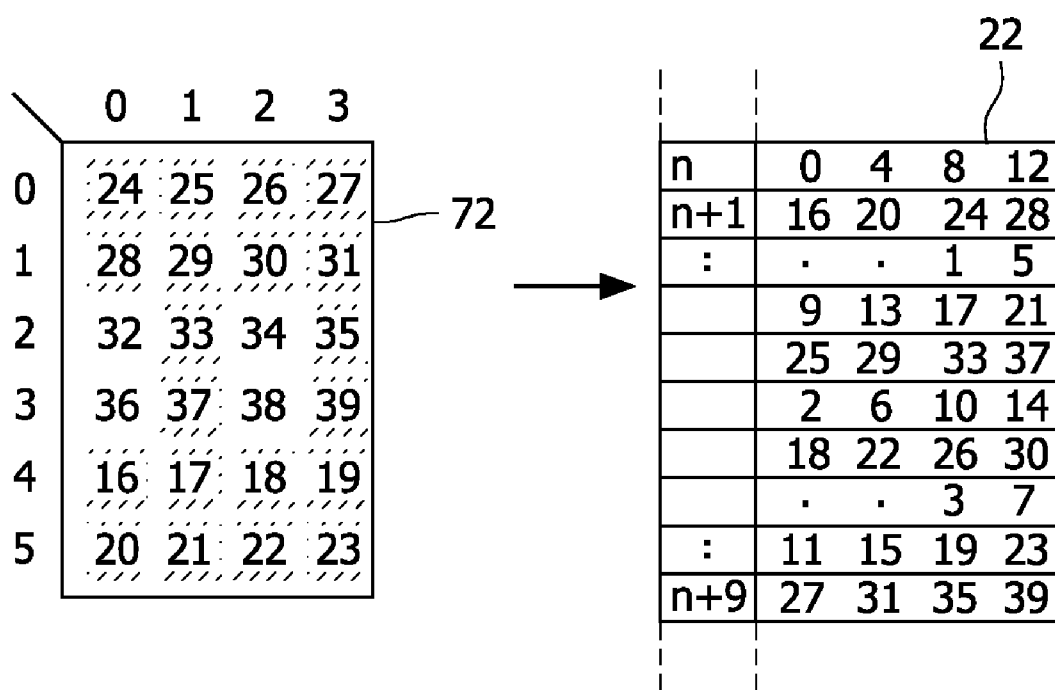 22
0 1 2 3
0 24 25 26 27
1 28 29 30 31
2 32 33 34 35
3 36 37 38 39
4 16 17 18 19
5 20 21 22 23
72
n 0 4 8 12
n+1 16 20 24 28
: · · 1 5
9 13 17 21
25 29 33 37
2 6 10 14
18 22 26 30
· · 3 7
: 11 15 19 23
n+9 27 31 35 39